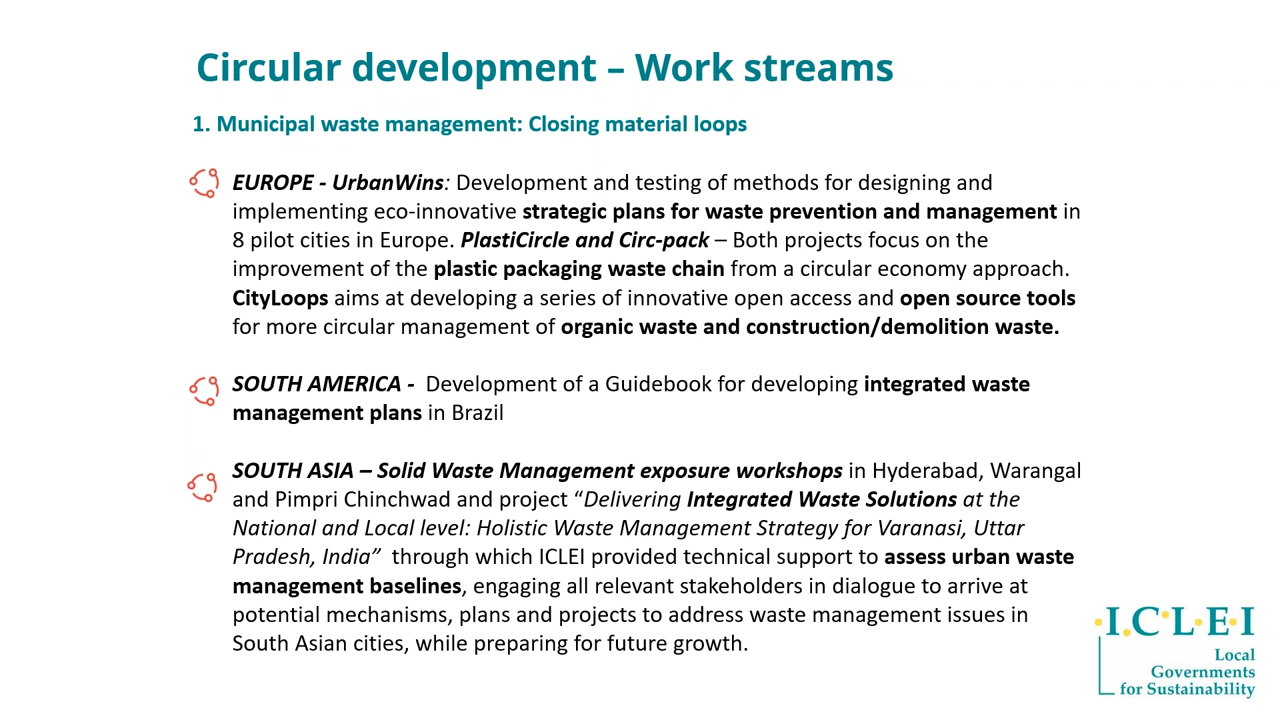 Circular development – Work streams
1. Municipal waste management: Closing material loops
EUROPE - UrbanWins: Development and testing of methods for designing and
implementing eco-innovative strategic plans for waste prevention and management in
8 pilot cities in Europe. PlastiCircle and Circ-pack – Both projects focus on the
improvement of the plastic packaging waste chain from a circular economy approach.
CityLoops aims at developing a series of innovative open access and open source tools
for more circular management of organic waste and construction/demolition waste.
SOUTH AMERICA - Development of a Guidebook for developing integrated waste
management plans in Brazil
SOUTH ASIA – Solid Waste Management exposure workshops in Hyderabad, Warangal
and Pimpri Chinchwad and project “Delivering Integrated Waste Solutions at the
National and Local level: Holistic Waste Management Strategy for Varanasi, Uttar
Pradesh, India” through which ICLEI provided technical support to assess urban waste
management baselines, engaging all relevant stakeholders in dialogue to arrive at
potential mechanisms, plans and projects to address waste management issues in
South Asian cities, while preparing for future growth.
I.C.L.E.I
Local
Governments
for Sustainability